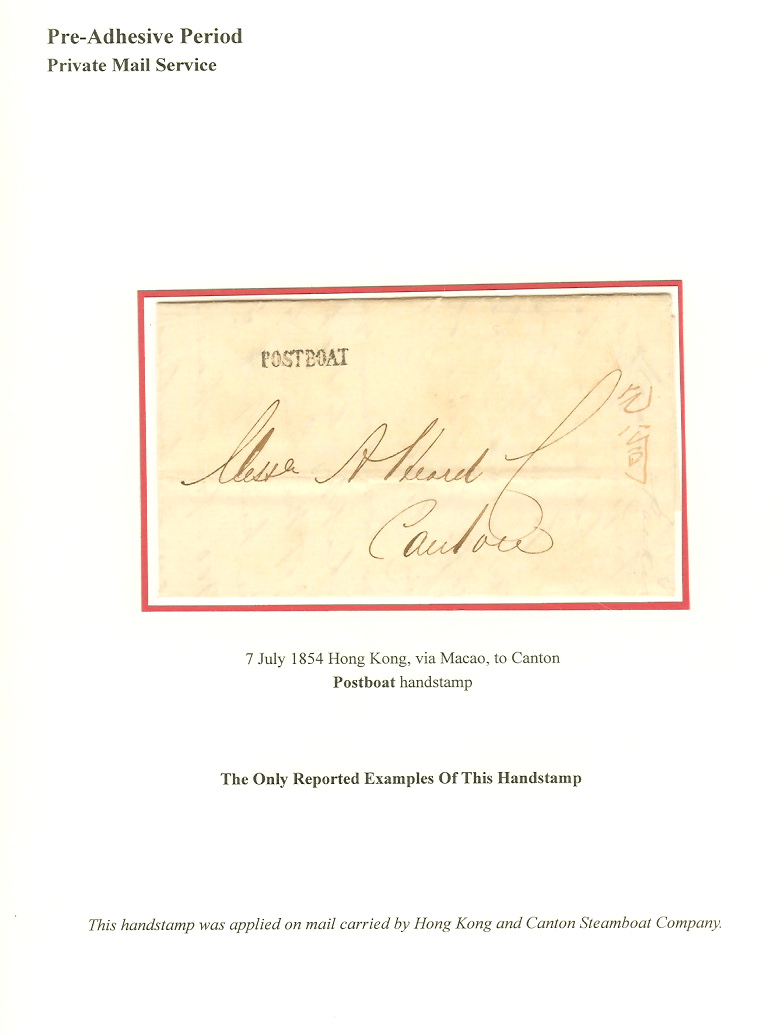 Pre-Adhesive Period
Private Mail Service
POSTBOAT
Messrs A Heard
Canton
7 July 1854 Hong Kong, via Macao, to Canton
Postboat handstamp
The Only Reported Examples Of This Handstamp
This handstamp was applied on mail carried by Hong Kong and Canton Steamboat Company.